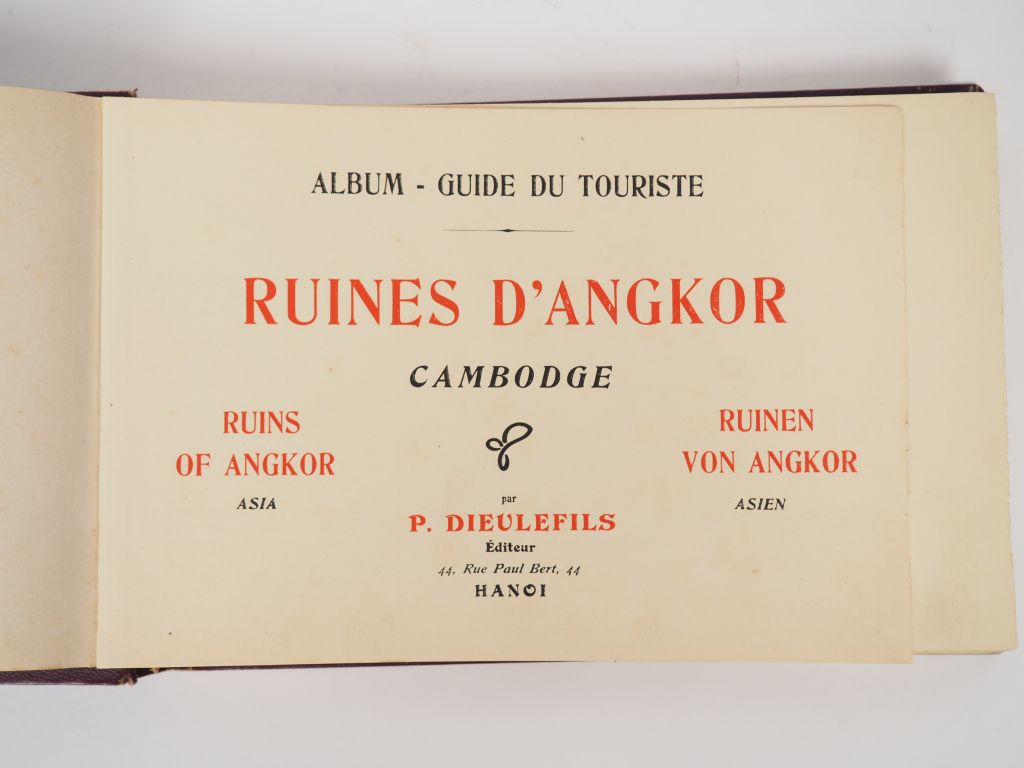 ALBUM - GUIDE DU TOURISTE
RUINES D'ANGKOR
CAMBODGE
RUINS
OF ANGKOR
ASIA
RUINEN
VON ANGKOR
ASIEN
par
P. DIEULEFILS
Éditeur
44, Rue Paul Bert, 44
HANOI